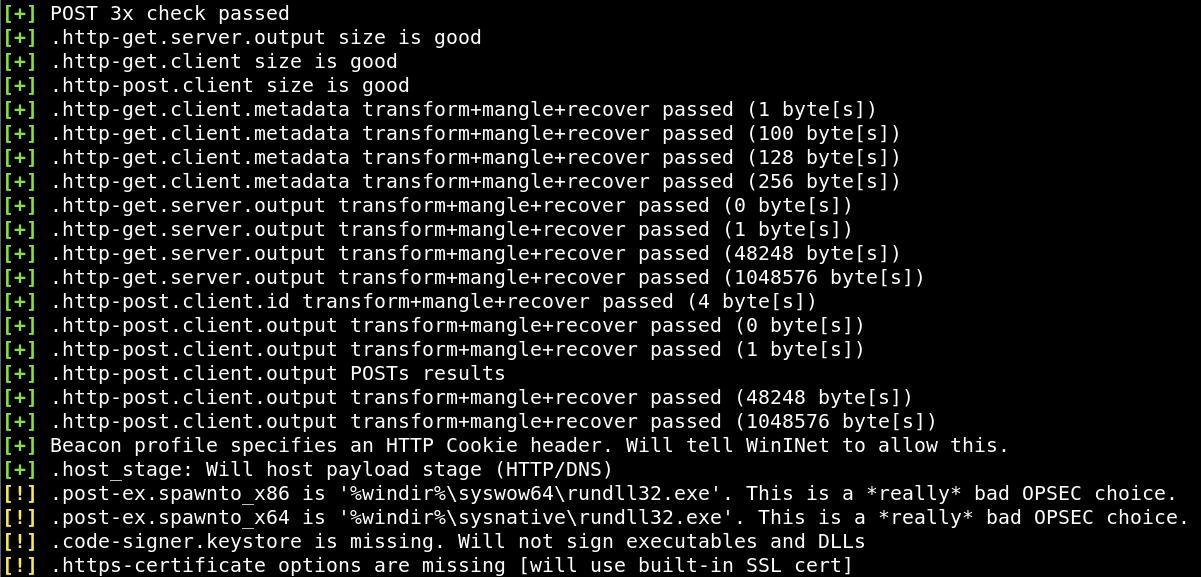 [+] POST 3x check passed
[+] .http-get.server.output size is good
[+] .http-get.client size is good
[+] .http-post.client size is good
[+] .http-get.client.metadata transform+mangle+recover passed (1 byte[s])
[+] .http-get.client.metadata transform+mangle+recover passed (100 byte[s])
[+] .http-get.client.metadata transform+mangle+recover passed (128 byte[s])
[+] .http-get.client.metadata transform+mangle+recover passed (256 byte[s])
[+] .http-get.server.output transform+mangle+recover passed (0 byte[s])
[+] .http-get.server.output transform+mangle+recover passed (1 byte[s])
[+] .http-get.server.output transform+mangle+recover passed (48248 byte[s])
[+] .http-get.server.output transform+mangle+recover passed (1048576 byte[s])
[+] .http-post.client.id transform+mangle+recover passed (4 byte[s])
[+] .http-post.client.output transform+mangle+recover passed (0 byte[s])
[+] .http-post.client.output transform+mangle+recover passed (1 byte[s])
[+] .http-post.client.output POSTs results
[+] .http-post.client.output transform+mangle+recover passed (48248 byte[s])
[+] .http-post.client.output transform+mangle+recover passed (1048576 byte[s])
[+] Beacon profile specifies an HTTP Cookie header. Will tell WinINet to allow this.
[+] .host_stage: Will host payload stage (HTTP/DNS)
[!] .post-ex.spawnto_x86 is '%windir%\syswow64\rundll32.exe'. This is a *really* bad OPSEC choice.
[!] .post-ex.spawnto_x64 is '%windir%\sysnative\rundll32.exe'. This is a *really* bad OPSEC choice.
[!] .code-signer.keystore is missing. Will not sign executables and DLLs
[!] .https-certificate options are missing [will use built-in SSL cert]